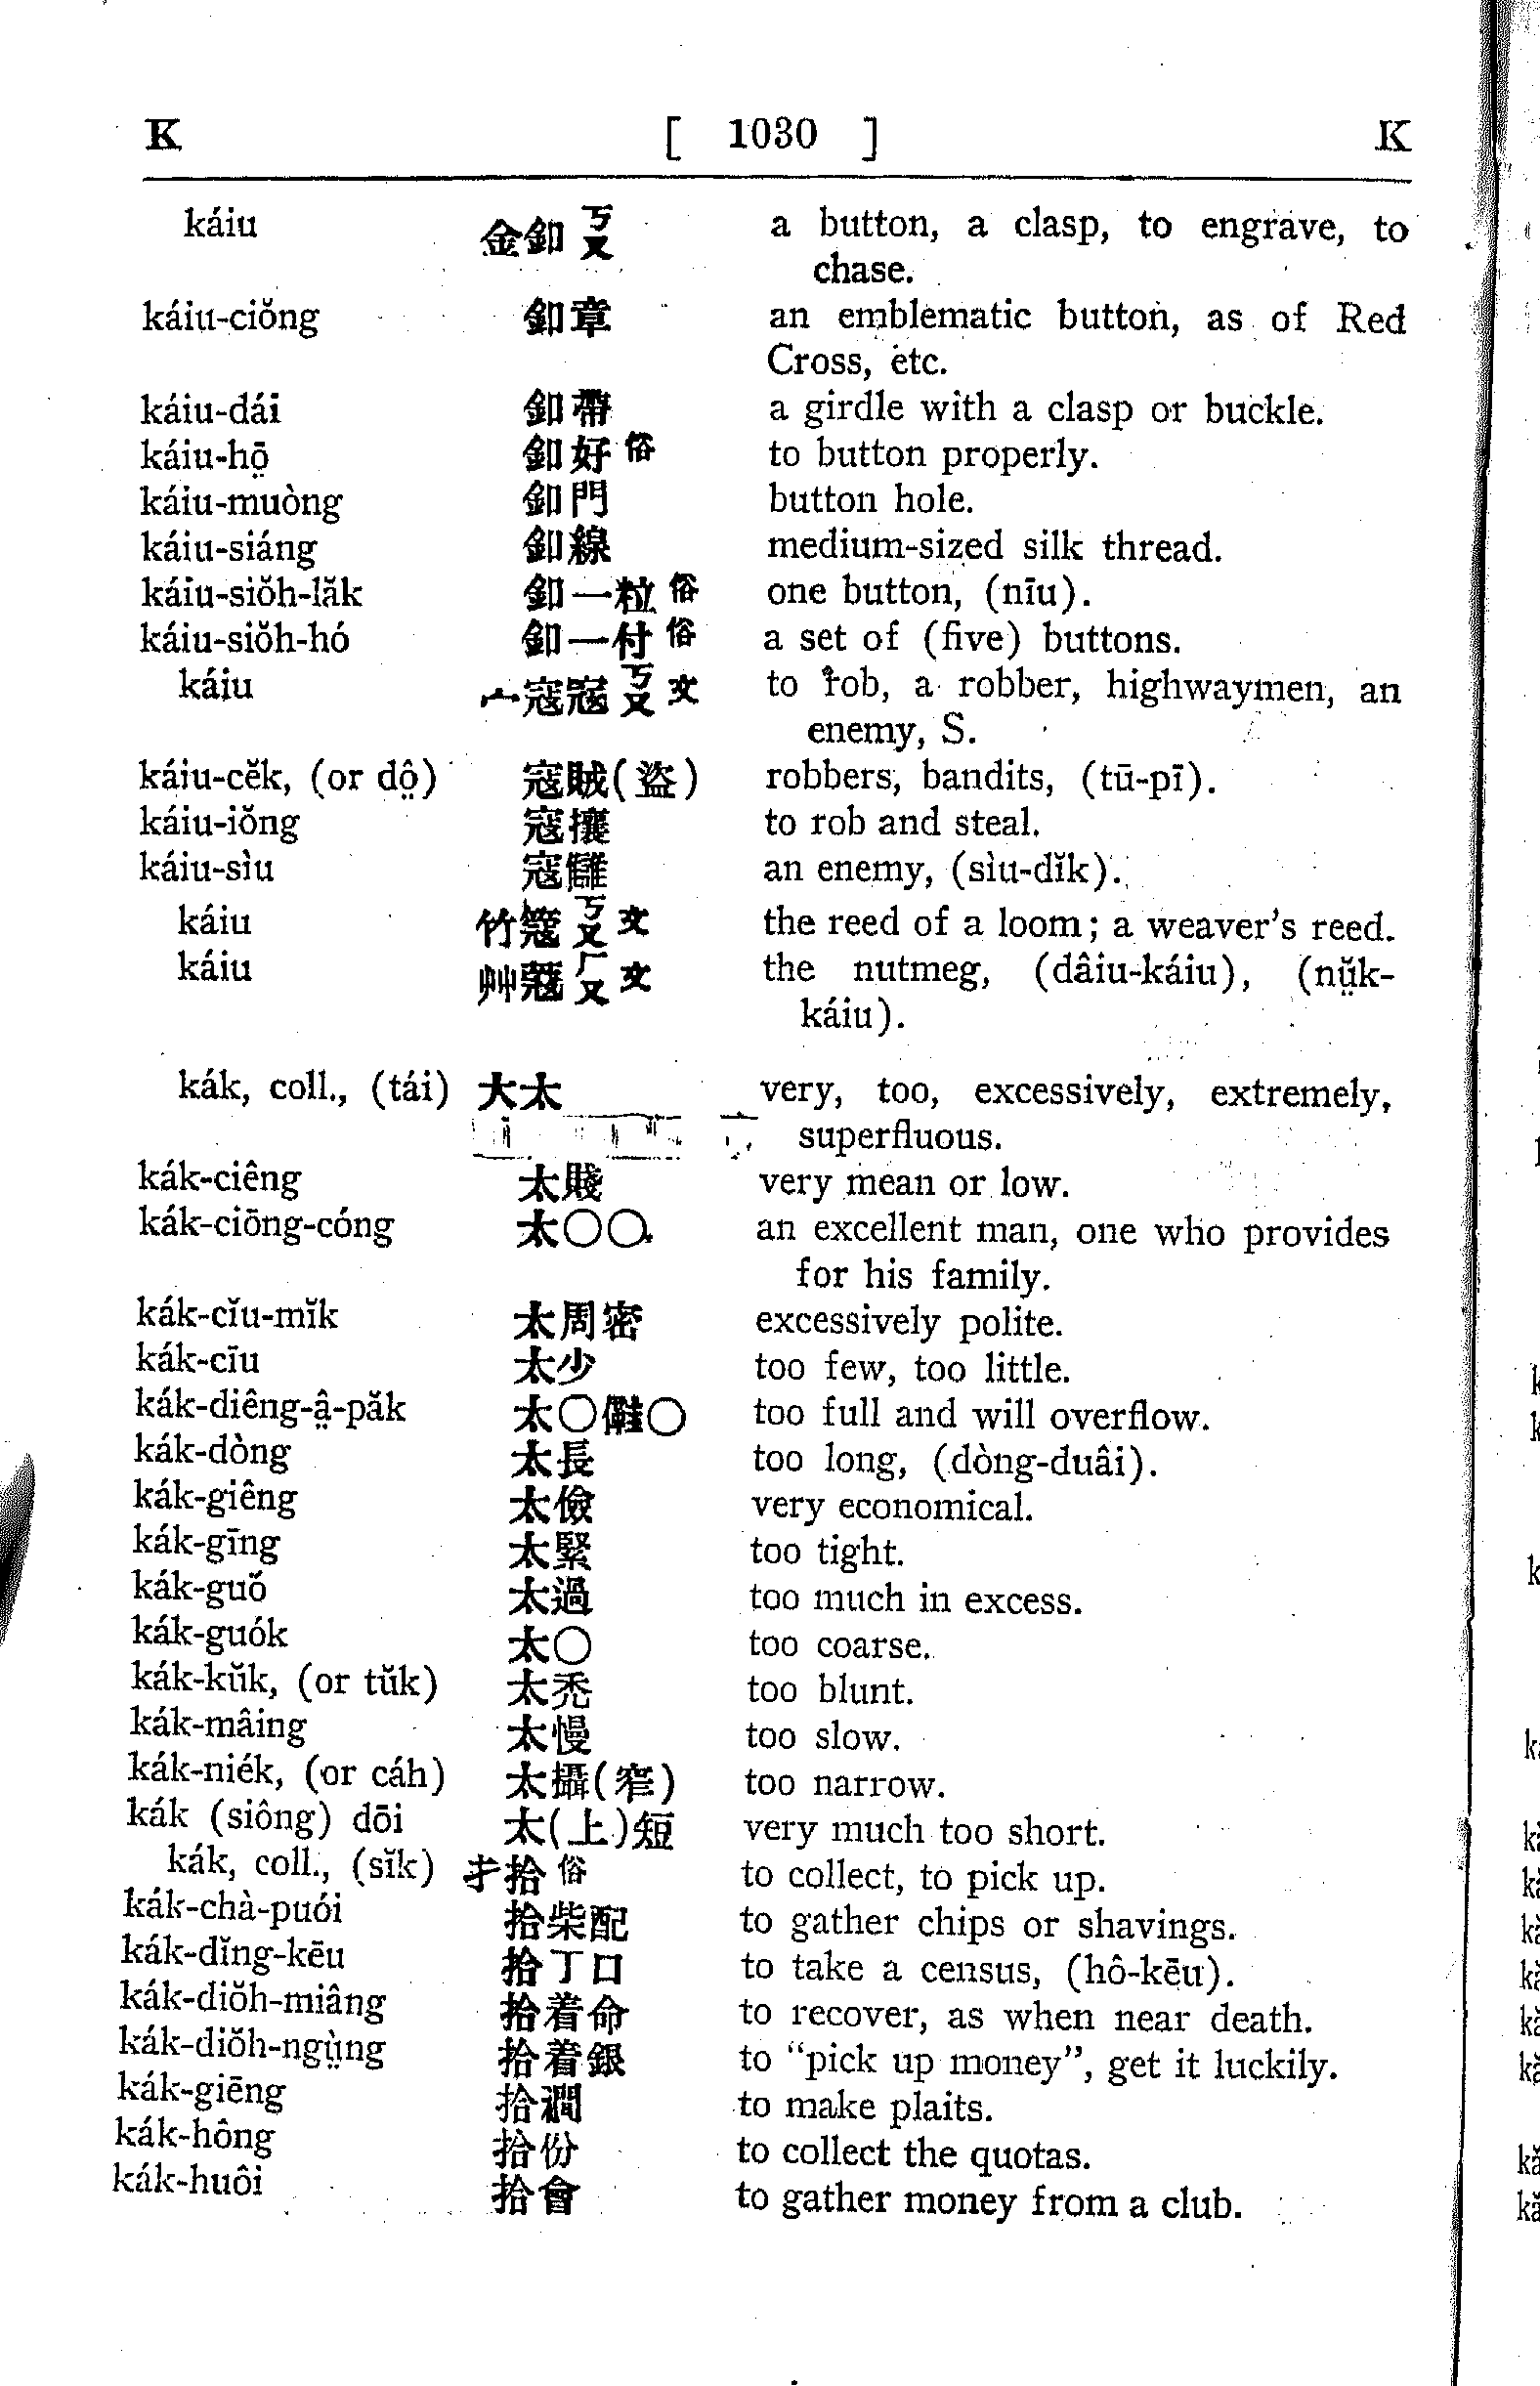 K [ 1030 ] K
káiu 金釦ㄎㄡ a button, a clasp, to engrave, to
chase.
káiu-ciŏng 釦章 an emblematic button, as of Red
Cross, etc.
káiu-dái 釦帶 a girdle with a clasp or buckle.
káiu-hō̤ 釦好俗 to button properly.
káiu-muòng 釦門 button hole.
káiu-siáng 釦線 medium-sized silk thread.
káiu-siŏh-lăk 釦一粒俗 one button, (nīu).
káiu-siŏh-hó 釦一付俗 a set of (five) buttons.
káiu 宀寇㓂ㄎㄡ文 to rob, a robber, highwaymen, an
enemy, S.
káiu-cĕk, (or dô̤) 寇賊(盜) robbers, bandits, (tū-pī).
káiu-iŏng 寇攘 to rob and steal.
káiu-sìu 寇讎 an enemy, (sìu-dĭk).
káiu 竹簆ㄎㄡ文 the reed of a loom; a weaver's reed.
káiu 艸蔻ㄏㄡ文 the nutmeg, (dâiu-káiu), (nṳ̆k-
káiu).
kák, coll., (tái) 大太 very, too, excessively, extremely,
superfluous.
kák-ciêng 太賤 very mean or low.
kák-ciōng-cóng 太〇〇 an excellent man, one who provides
for his family.
kák-cĭu-mĭk 太周密 excessively polite.
kák-cīu 太少 too few, too little.
kák-diêng-â̤-păk 太〇〇 too full and will overflow.
kák-dòng 太長 too long, (dòng-duâi).
kák-giêng 太儉 very economical.
kák-gīng 太緊 too tight.
kák-guó 太過 too much in excess.
kák-guók 太〇 too coarse.
kák-kŭk, (or tŭk) 太禿 too blunt.
kák-mâing 太慢 too slow.
kák-niék, (or cáh) 太攝(窄) too narrow.
kák (siông) dōi 太(上)短 very much too short.
kák, coll., (sĭk) 扌拾俗 to collect, to pick up.
kák-chà-puói 拾柴配 to gather chips or shavings.
kák-dĭng-kēu 拾丁口 to take a census, (hô-kēu).
kák-diŏh-miâng 拾着命 to recover, as when near death.
kák-diŏh-ngṳ̀ng 拾着銀 to "pick up money", get it luckily.
kák-giēng 拾襉 to make plaits.
kák-hông 拾份 to collect the quotas.
kák-huôi 拾會 to gather money from a club.